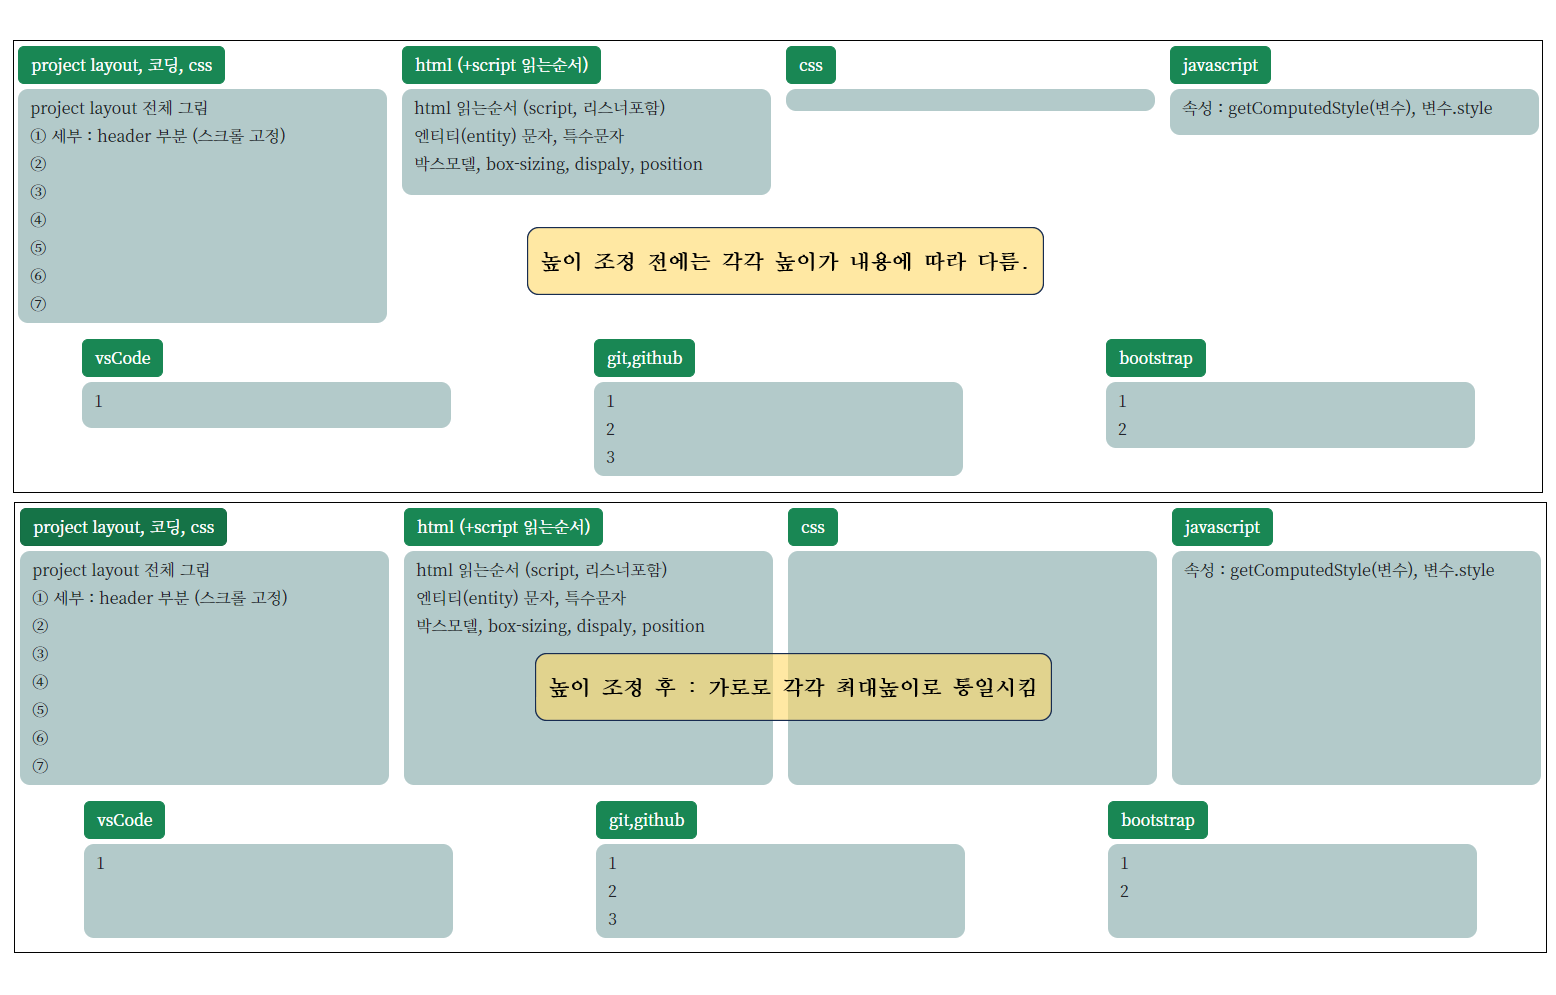 project layout, 코딩, css
html (+script 읽는순서)
css
javascript
project layout 전체 그림
① 세부 : header 부분 (스크롤 고정)
②
③
④
⑤
⑥
⑦
html 읽는순서 (script, 리스너포함)
엔티티(entity) 문자, 특수문자
박스모델, box-sizing, dispaly, position
속성 : getComputedStyle(변수), 변수.style
높이 조정 전에는 각각 높이가 내용에 따라 다름.
vsCode
git,github
bootstrap
1
1
2
3
1
2
project layout, 코딩, css
html (+script 읽는순서)
css
javascript
project layout 전체 그림
① 세부 : header 부분 (스크롤 고정)
②
③
④
⑤
⑥
⑦
html 읽는순서 (script, 리스너포함)
엔티티(entity) 문자, 특수문자
박스모델, box-sizing, dispaly, position
속성 : getComputedStyle(변수), 변수.style
높이 조정 후 : 가로로 각각 최대높이로 통일시킴
vsCode
git,github
bootstrap
1
1
2
3
1
2